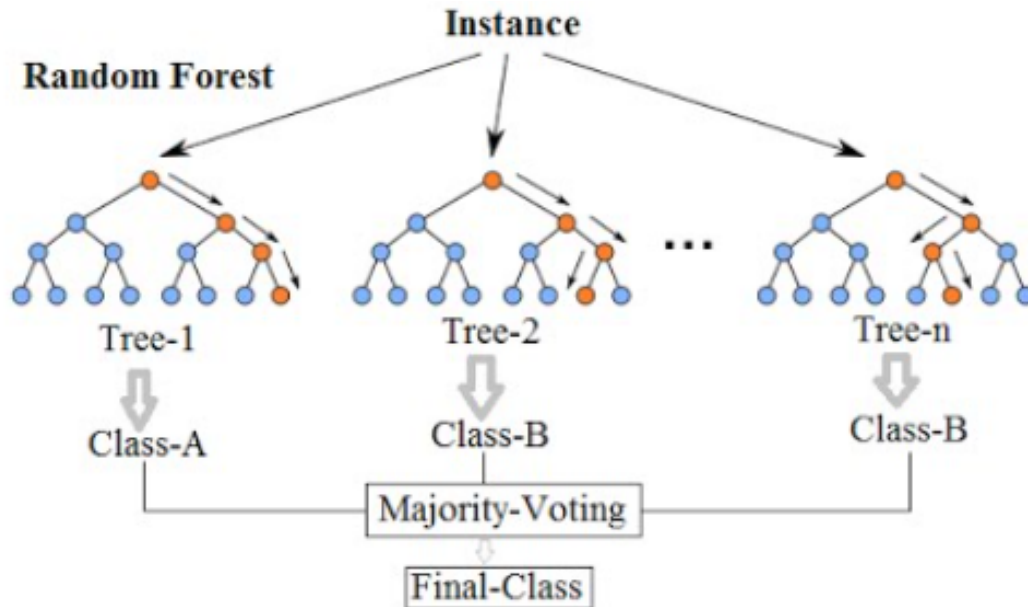 Instance
Random Forest
...
Tree-1
Tree-2
Tree-n
Class-A
Class-B
Class-B
Majority-Voting
Final-Class